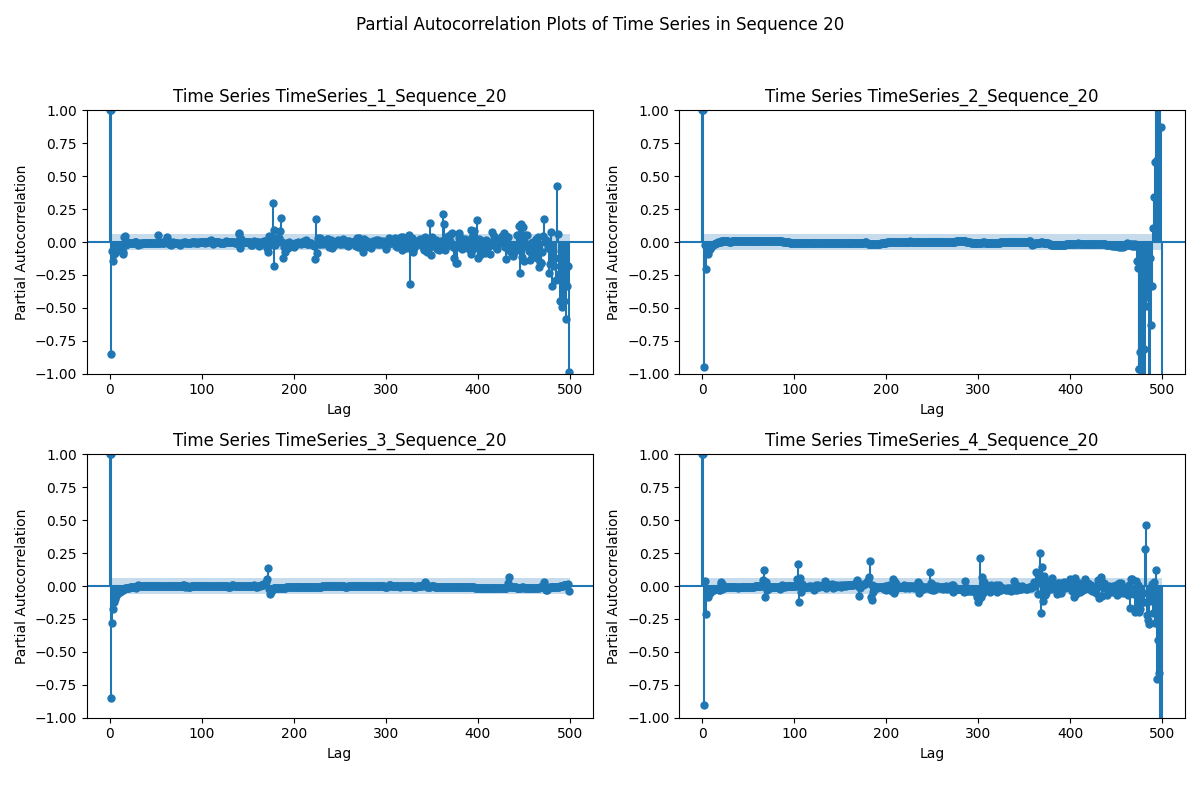 Partial Autocorrelation Plots of Time Series in Sequence 20
Time Series TimeSeries_1_Sequence_20
1.00
0.75
0.50
0.25
0.00
−0.25
−0.50
−0.75
−1.00
Partial Autocorrelation
0 100 200 300 400 500
Lag
Time Series TimeSeries_2_Sequence_20
1.00
0.75
0.50
0.25
0.00
−0.25
−0.50
−0.75
−1.00
Partial Autocorrelation
0 100 200 300 400 500
Lag
Time Series TimeSeries_3_Sequence_20
1.00
0.75
0.50
0.25
0.00
−0.25
−0.50
−0.75
−1.00
Partial Autocorrelation
0 100 200 300 400 500
Lag
Time Series TimeSeries_4_Sequence_20
1.00
0.75
0.50
0.25
0.00
−0.25
−0.50
−0.75
−1.00
Partial Autocorrelation
0 100 200 300 400 500
Lag